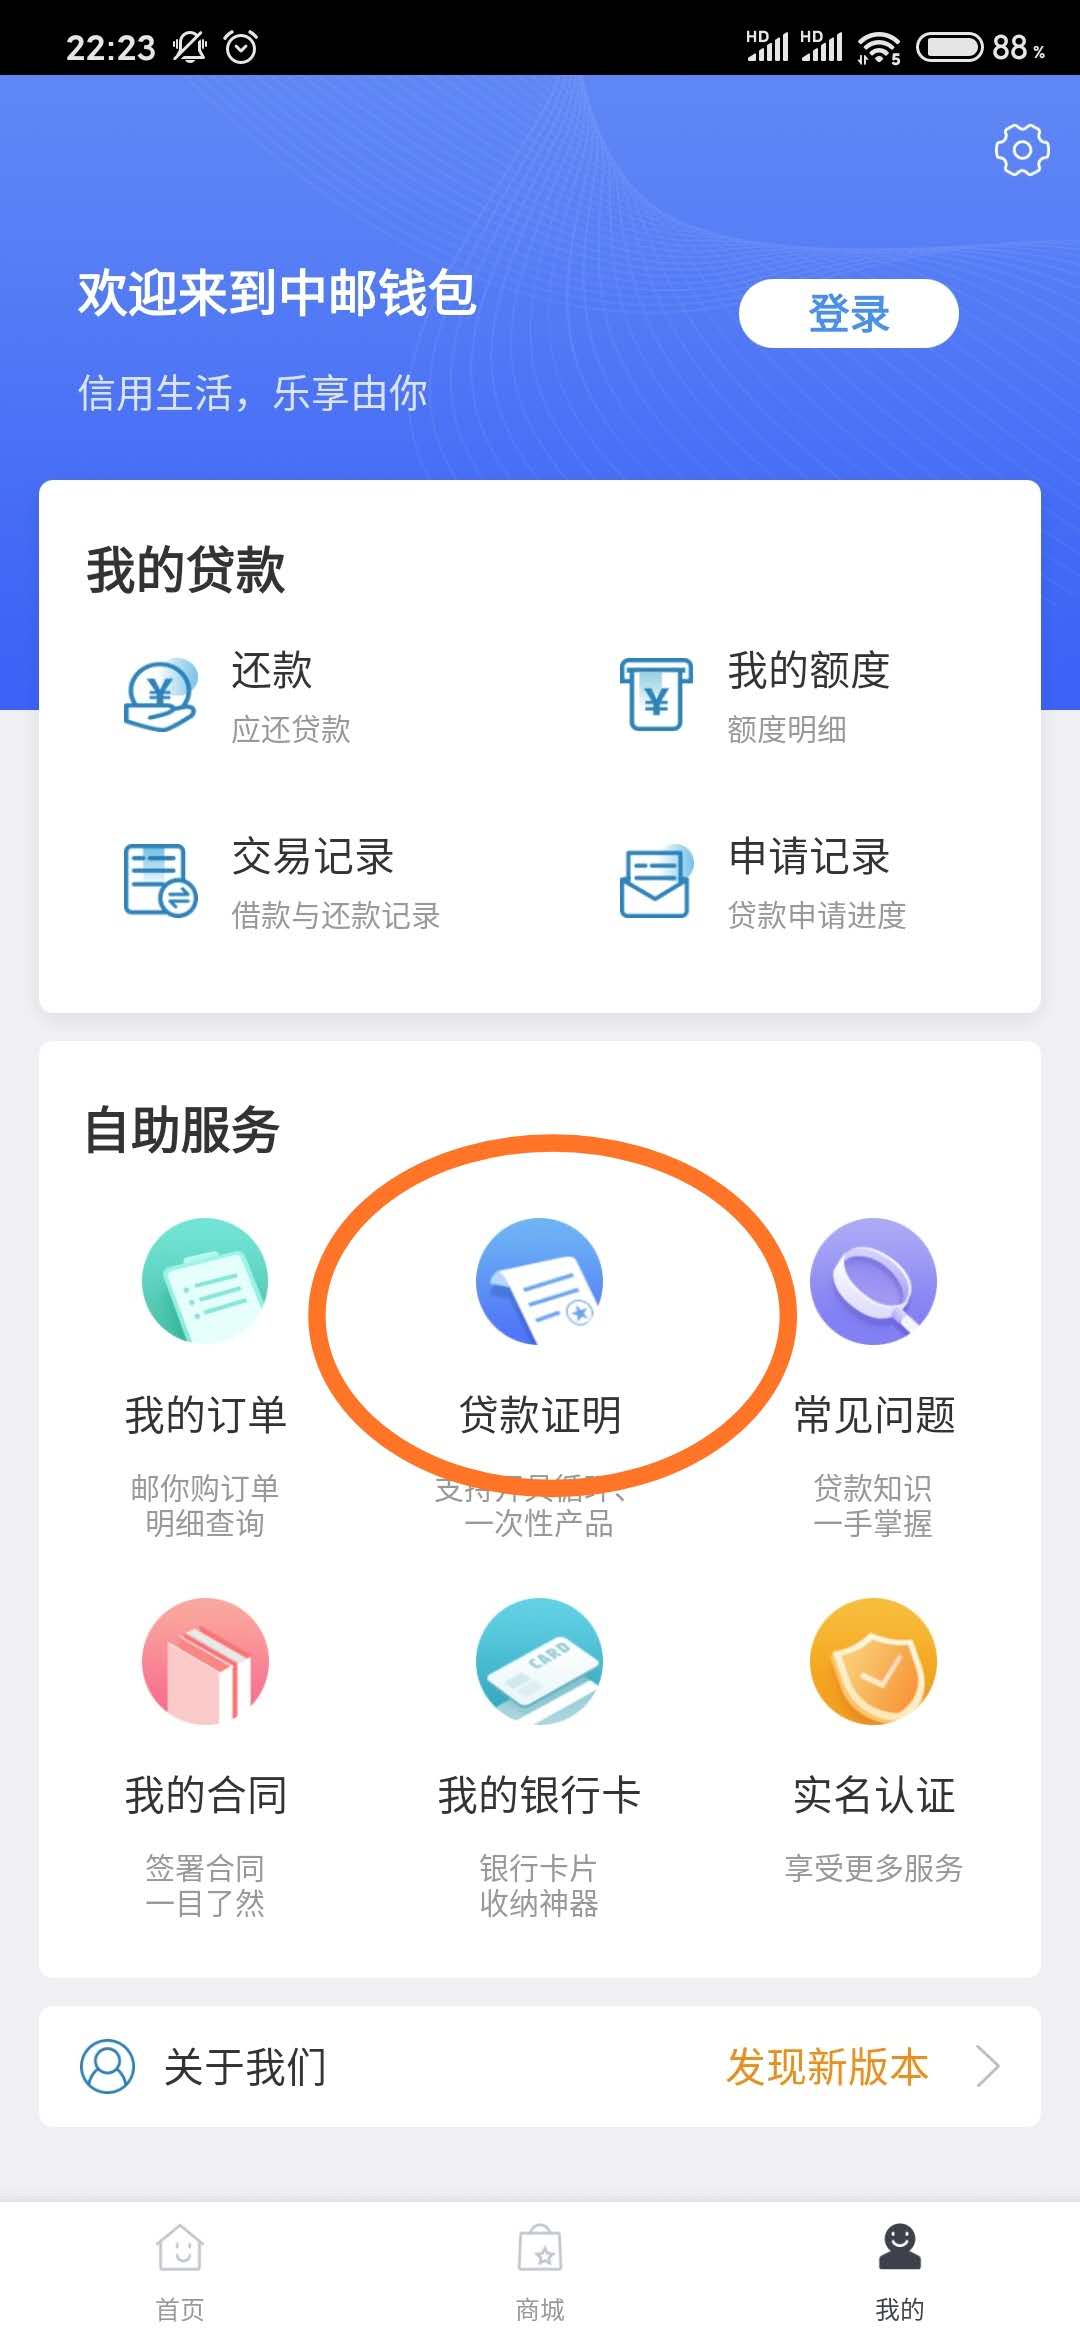 22:23
HD HD 5 88 %
欢迎来到中邮钱包
登录
信用生活，乐享由你
我的贷款
还款
应还贷款
我的额度
额度明细
交易记录
借款与还款记录
申请记录
贷款申请进度
自助服务
我的订单
邮你购订单
明细查询
贷款证明
支持开具循环、
一次性产品
常见问题
贷款知识
一手掌握
我的合同
签署合同
一目了然
CARD
我的银行卡
银行卡片
收纳神器
实名认证
享受更多服务
关于我们
发现新版本
首页
商城
我的